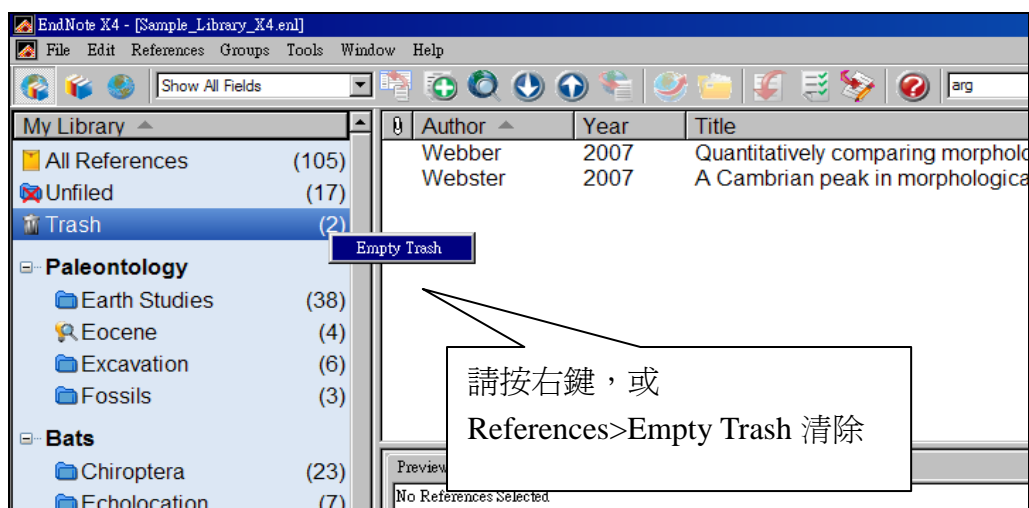 EndNote X4 - [Sample_Library_X4.enl]
File Edit References Groups Tools Window Help
Show All Fields
arg
My Library
All References (105)
Unfiled (17)
Trash (2)
Empty Trash
Paleontology
Earth Studies (38)
Eocene (4)
Excavation (6)
Fossils (3)
Bats
Chiroptera (23)
Echolocation (7)
Author Year Title
Webber 2007 Quantitatively comparing morpholo
Webster 2007 A Cambrian peak in morphologica
請按右鍵，或
References>Empty Trash 清除
Preview
No References Selected